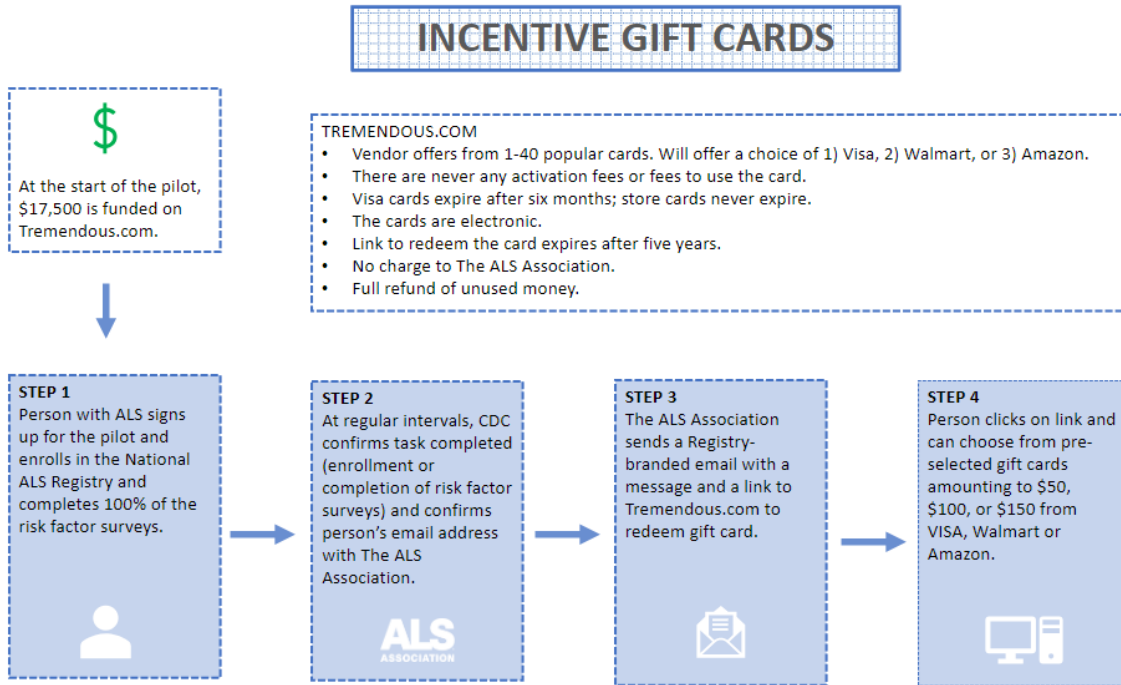 INCENTIVE GIFT CARDS
$
At the start of the pilot,
$17,500 is funded on
Tremendous.com.
TREMENDOUS.COM
• Vendor offers from 1-40 popular cards. Will offer a choice of 1) Visa, 2) Walmart, or 3) Amazon.
• There are never any activation fees or fees to use the card.
• Visa cards expire after six months; store cards never expire.
• The cards are electronic.
• Link to redeem the card expires after five years.
• No charge to The ALS Association.
• Full refund of unused money.
STEP 1
Person with ALS signs
up for the pilot and
enrolls in the National
ALS Registry and
completes 100% of the
risk factor surveys.
STEP 2
At regular intervals, CDC
confirms task completed
(enrollment or
completion of risk factor
surveys) and confirms
person's email address
with The ALS
Association.
ALS
ASSOCIATION
STEP 3
The ALS Association
sends a Registry-
branded email with a
message and a link to
Tremendous.com to
redeem gift card.
STEP 4
Person clicks on link and
can choose from pre-
selected gift cards
amounting to $50,
$100, or $150 from
VISA, Walmart or
Amazon.